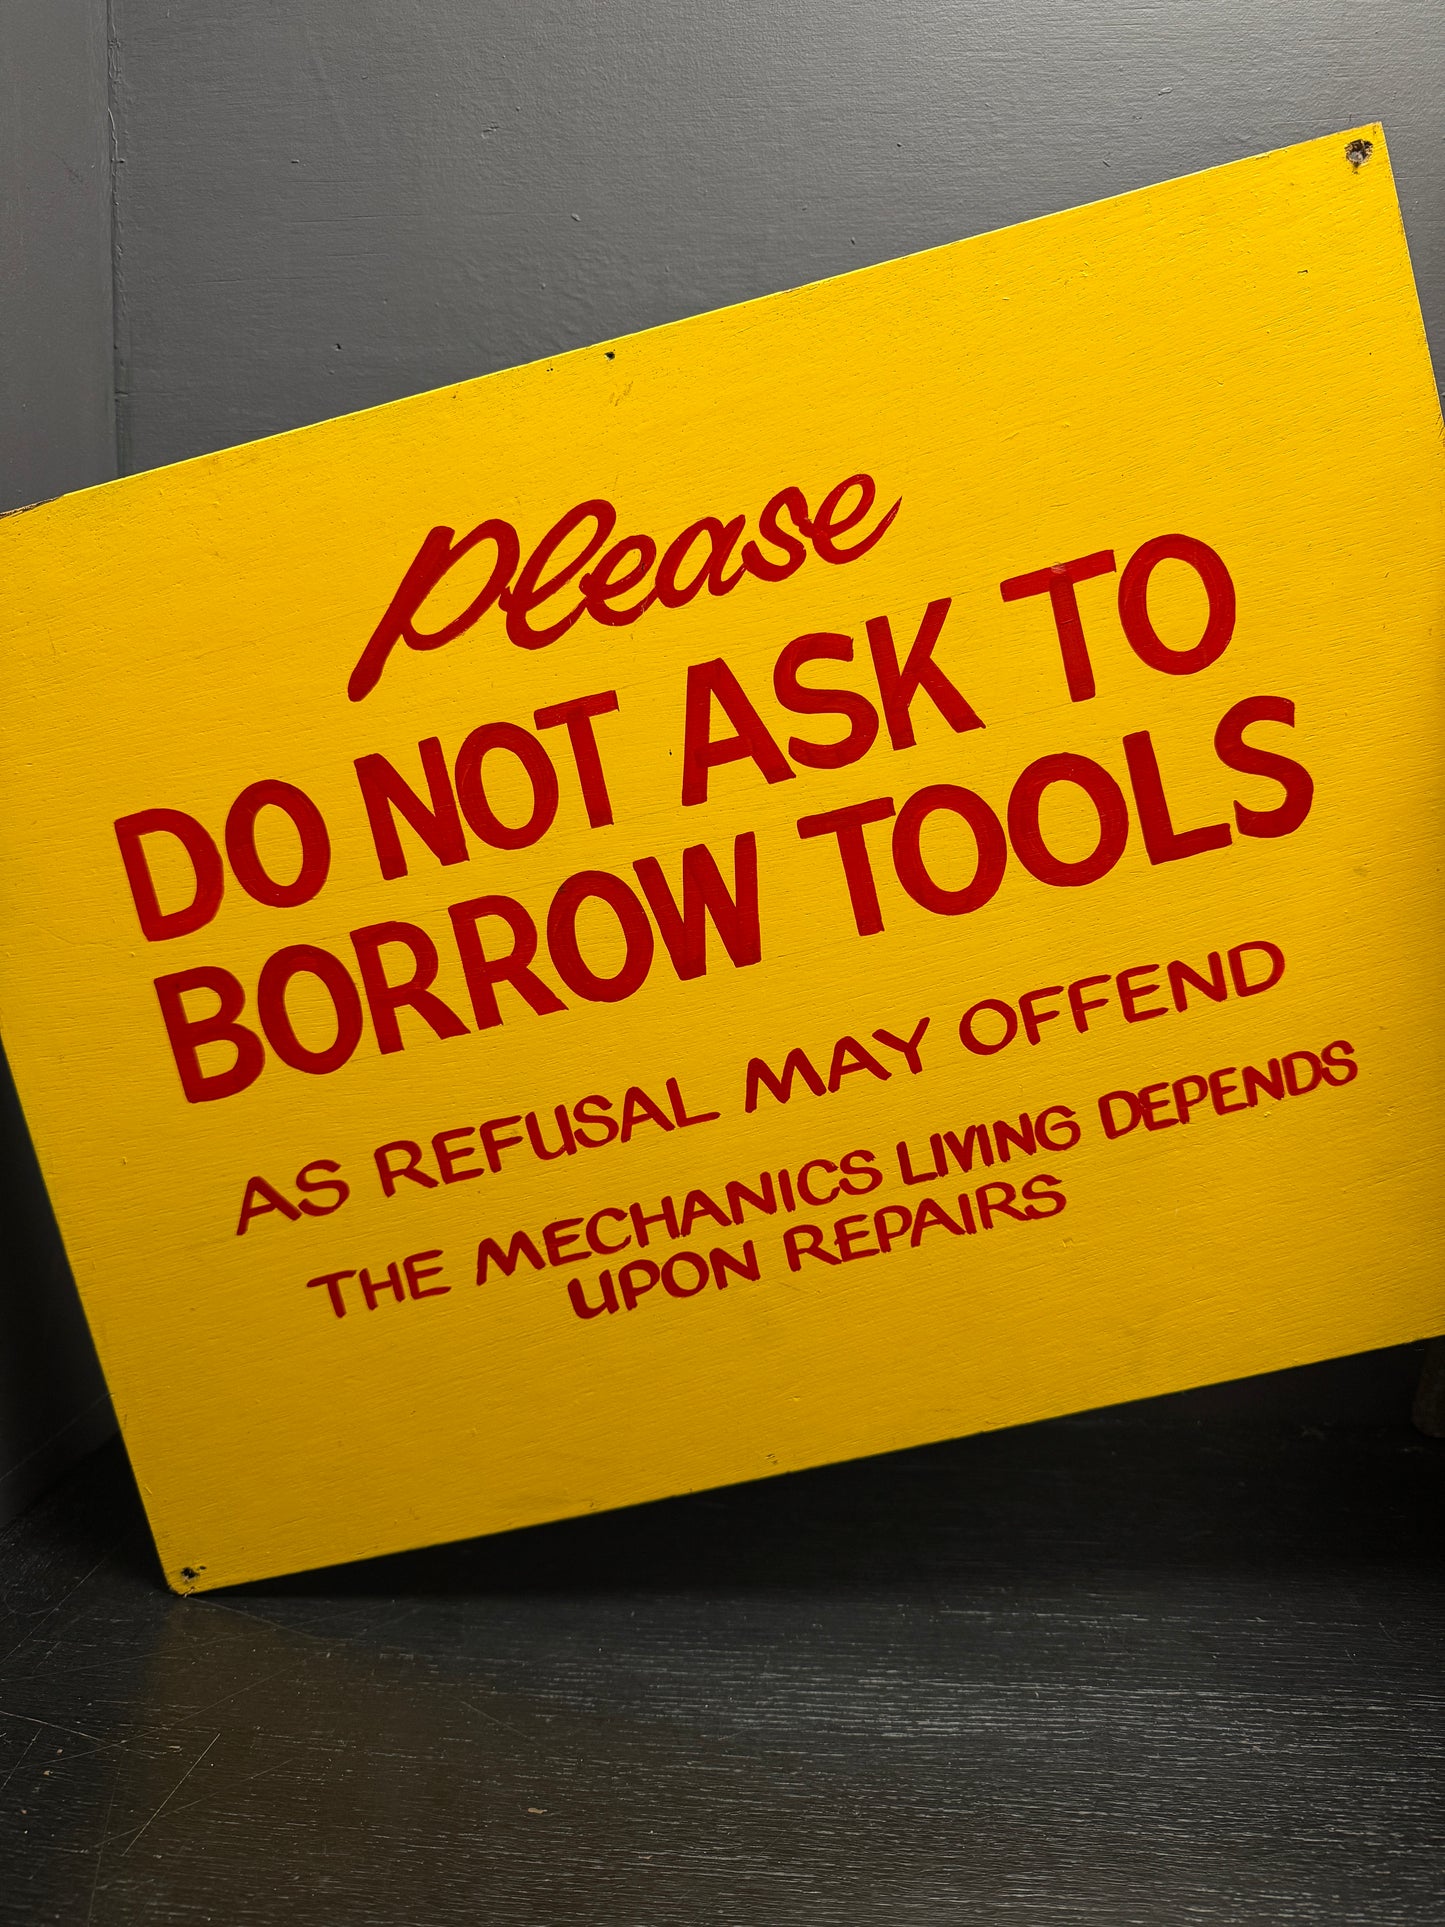 Please
DO NOT ASK TO
BORROW TOOLS
AS REFUSAL MAY OFFEND
THE MECHANICS LIVING DEPENDS
UPON REPAIRS